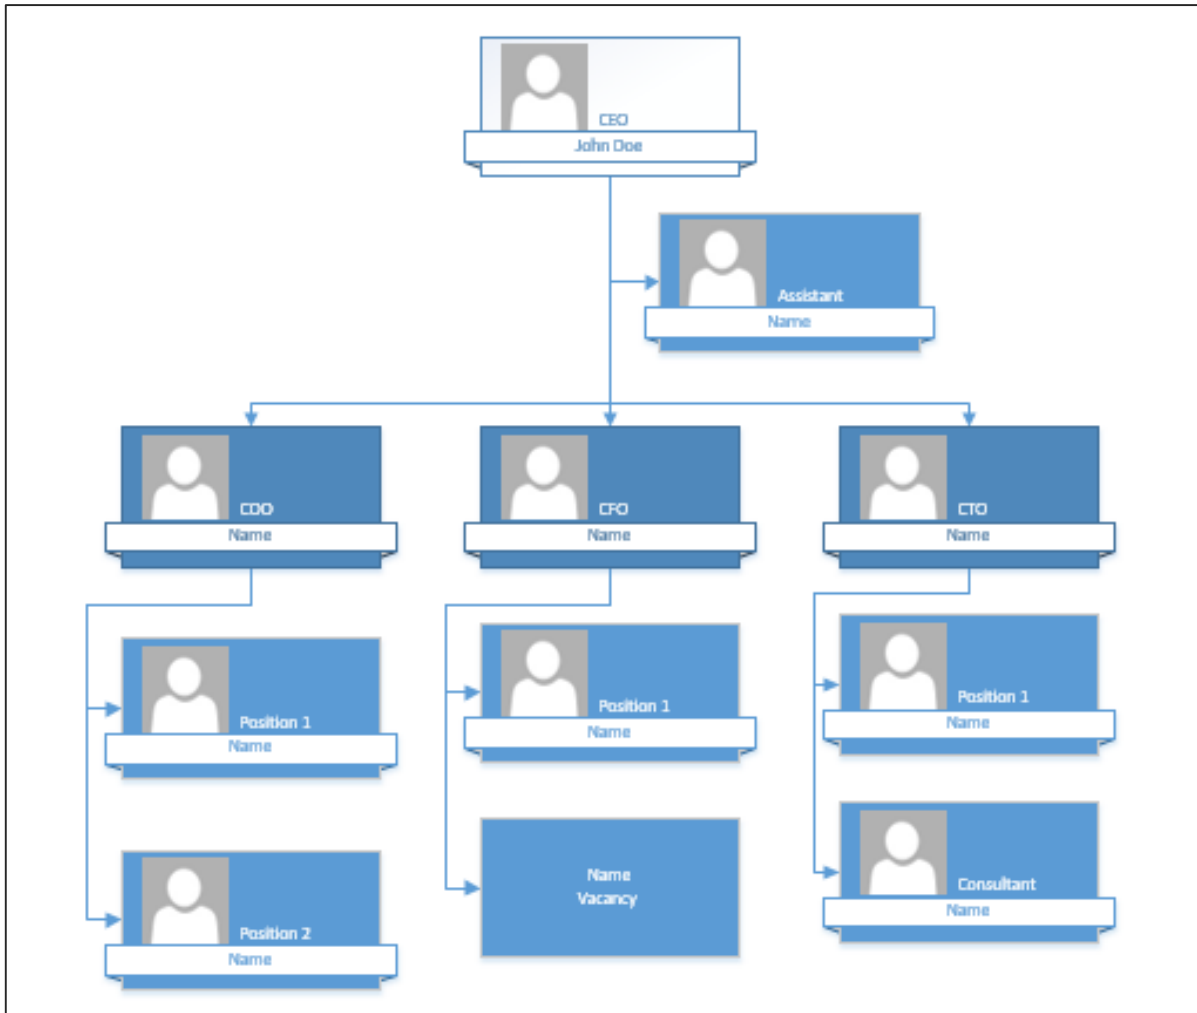 CEO
John Doe
Assistant
Name
COO
Name
CFO
Name
CTO
Name
Position 1
Name
Position 1
Name
Position 1
Name
Position 2
Name
Name
Vacancy
Consultant
Name